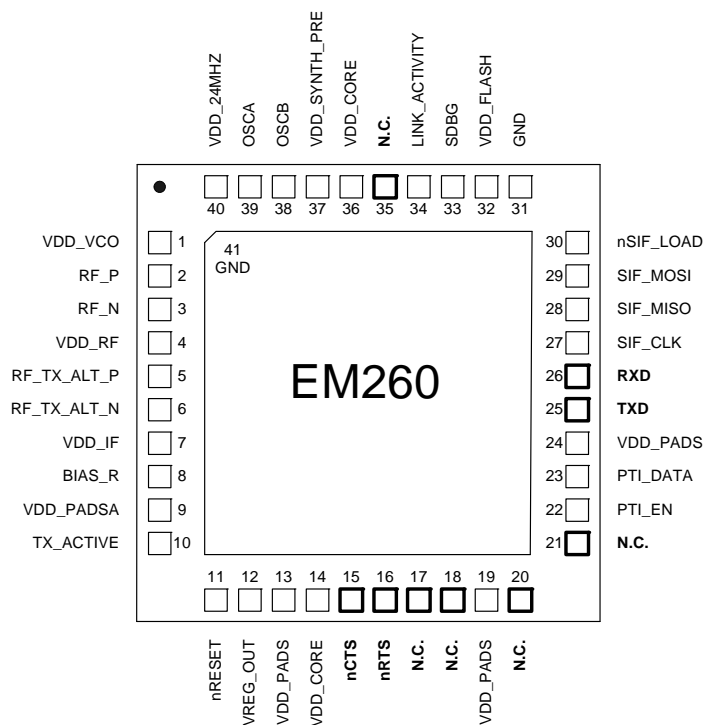 VDD_24MHZ
OSCA
OSCB
VDD_SYNTH_PRE
VDD_CORE
N.C.
LINK_ACTIVITY
SDBG
VDD_FLASH
GND
40 39 38 37 36 35 34 33 32 31
VDD_VCO 1
RF_P 2
RF_N 3
VDD_RF 4
RF_TX_ALT_P 5
RF_TX_ALT_N 6
VDD_IF 7
BIAS_R 8
VDD_PADSA 9
TX_ACTIVE 10
41
GND
EM260
30 nSIF_LOAD
29 SIF_MOSI
28 SIF_MISO
27 SIF_CLK
26 RXD
25 TXD
24 VDD_PADS
23 PTI_DATA
22 PTI_EN
21 N.C.
11 12 13 14 15 16 17 18 19 20
nRESET
VREG_OUT
VDD_PADS
VDD_CORE
nCTS
nRTS
N.C.
N.C.
VDD_PADS
N.C.